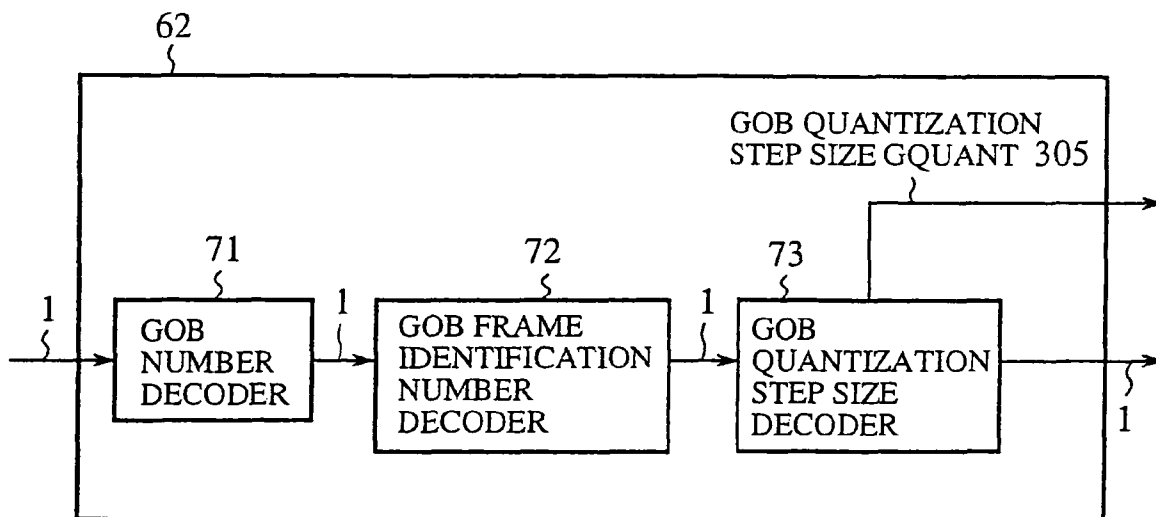 62
GOB QUANTIZATION
STEP SIZE GQUANT 305
71
72
73
1
GOB
NUMBER
DECODER
1
GOB FRAME
IDENTIFICATION
NUMBER
DECODER
1
GOB
QUANTIZATION
STEP SIZE
DECODER
1